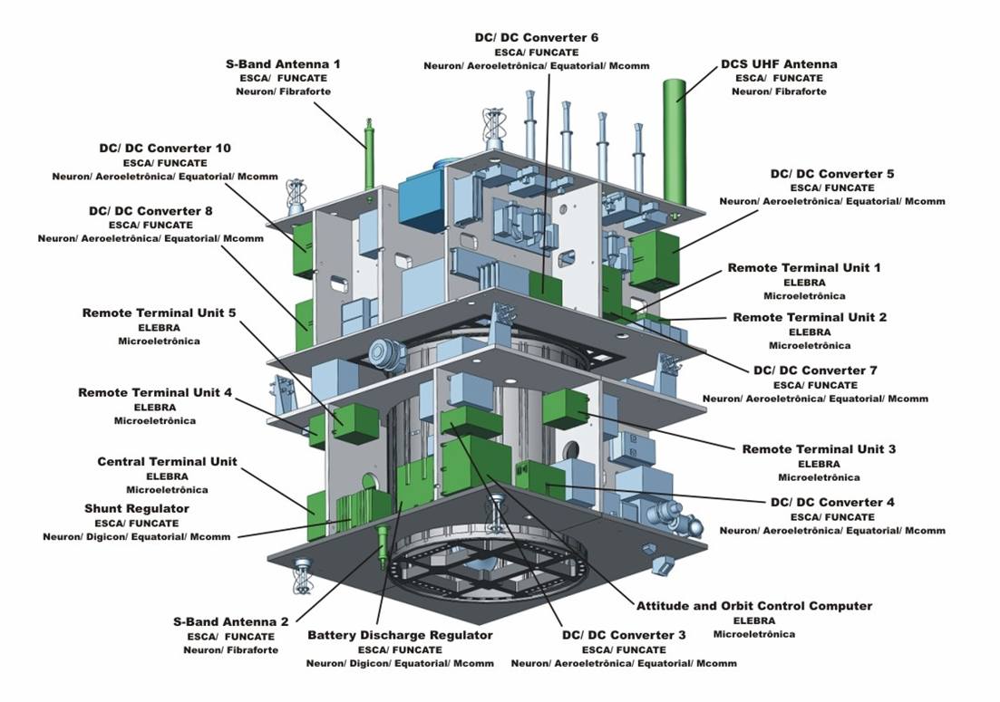 DC/ DC Converter 6
ESCA/ FUNCATE
Neuron/ Aeroeletrônica/ Equatorial/ Mcomm
S-Band Antenna 1
ESCA/  FUNCATE
Neuron/ Fibraforte
DCS UHF Antenna
ESCA/  FUNCATE
Neuron/ Fibraforte
DC/ DC Converter 10
ESCA/ FUNCATE
Neuron/ Aeroeletrônica/ Equatorial/ Mcomm
DC/ DC Converter 5
ESCA/ FUNCATE
Neuron/ Aeroeletrônica/ Equatorial/ Mcomm
DC/ DC Converter 8
ESCA/ FUNCATE
Neuron/ Aeroeletrônica/ Equatorial/ Mcomm
Remote Terminal Unit 1
ELEBRA
Microeletrônica
Remote Terminal Unit 5
ELEBRA
Microeletrônica
Remote Terminal Unit 2
ELEBRA
Microeletrônica
DC/ DC Converter 7
ESCA/ FUNCATE
Neuron/ Aeroeletrônica/ Equatorial/ Mcomm
Remote Terminal Unit 4
ELEBRA
Microeletrônica
Remote Terminal Unit 3
ELEBRA
Microeletrônica
Central Terminal Unit
ELEBRA
Microeletrônica
Shunt Regulator
ESCA/ FUNCATE
Neuron/ Digicon/ Equatorial/ Mcomm
DC/ DC Converter 4
ESCA/ FUNCATE
Neuron/ Aeroeletrônica/ Equatorial/ Mcomm
Attitude and Orbit Control Computer
ELEBRA
Microeletrônica
S-Band Antenna 2
ESCA/  FUNCATE
Neuron/ Fibraforte
Battery Discharge Regulator
ESCA/ FUNCATE
Neuron/ Digicon/ Equatorial/ Mcomm
DC/ DC Converter 3
ESCA/ FUNCATE
Neuron/ Aeroeletrônica/ Equatorial/ Mcomm